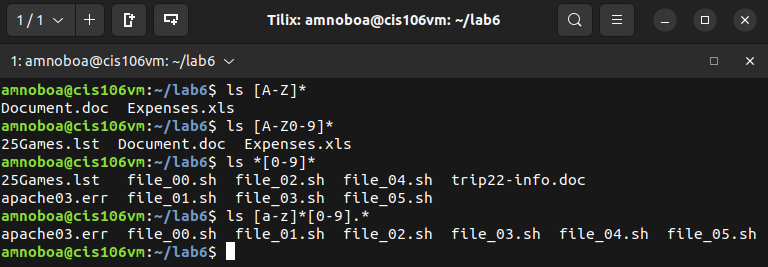 1 / 1 Tilix: amnoboa@cis106vm: ~/lab6
1: amnoboa@cis106vm: ~/lab6
amnoboa@cis106vm:~/lab6$ ls [A-Z]*
Document.doc  Expenses.xls
amnoboa@cis106vm:~/lab6$ ls [A-Z0-9]*
25Games.lst  Document.doc  Expenses.xls
amnoboa@cis106vm:~/lab6$ ls *[0-9]*
25Games.lst   file_00.sh  file_02.sh  file_04.sh  trip22-info.doc
apache03.err  file_01.sh  file_03.sh  file_05.sh
amnoboa@cis106vm:~/lab6$ ls [a-z]*[0-9].*
apache03.err  file_00.sh  file_01.sh  file_02.sh  file_03.sh  file_04.sh  file_05.sh
amnoboa@cis106vm:~/lab6$